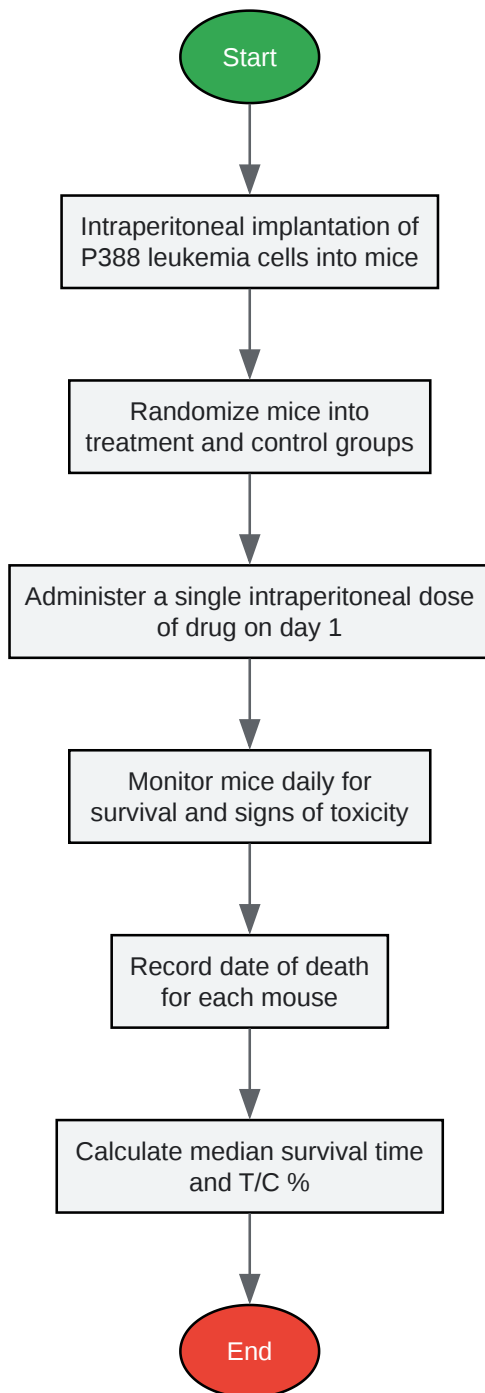 Start
Intraperitoneal implantation of
P388 leukemia cells into mice
Randomize mice into
treatment and control groups
Administer a single intraperitoneal dose
of drug on day 1
Monitor mice daily for
survival and signs of toxicity
Record date of death
for each mouse
Calculate median survival time
and T/C %
End